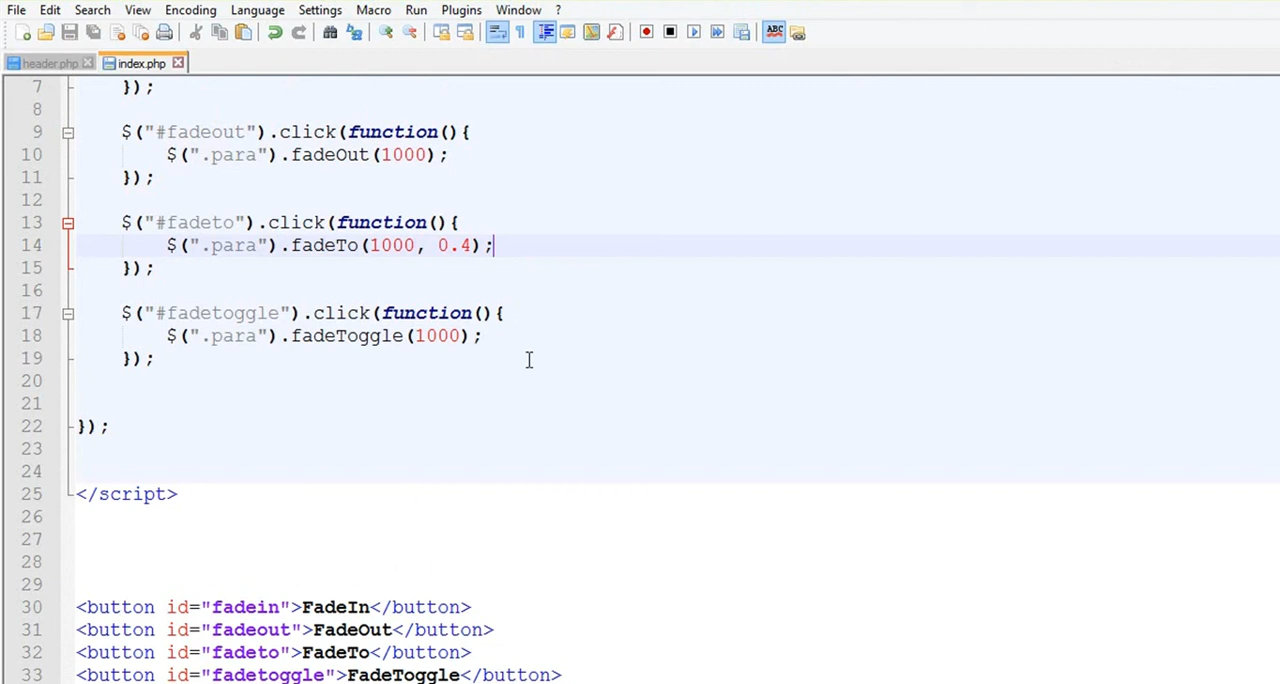 File Edit Search View Encoding Language Settings Macro Run Plugins Window ?
header.php index.php
7 });
8
9 $("#fadeout").click(function(){
10 $(".para").fadeOut(1000);
11 });
12
13 $("#fadeto").click(function(){
14 $(".para").fadeTo(1000, 0.4);
15 });
16
17 $("#fadetoggle").click(function(){
18 $(".para").fadeToggle(1000);
19 });
20
21
22 });
23
24
25 </script>
26
27
28
29
30 <button id="fadein">FadeIn</button>
31 <button id="fadeout">FadeOut</button>
32 <button id="fadeto">FadeTo</button>
33 <button id="fadetoggle">FadeToggle</button>